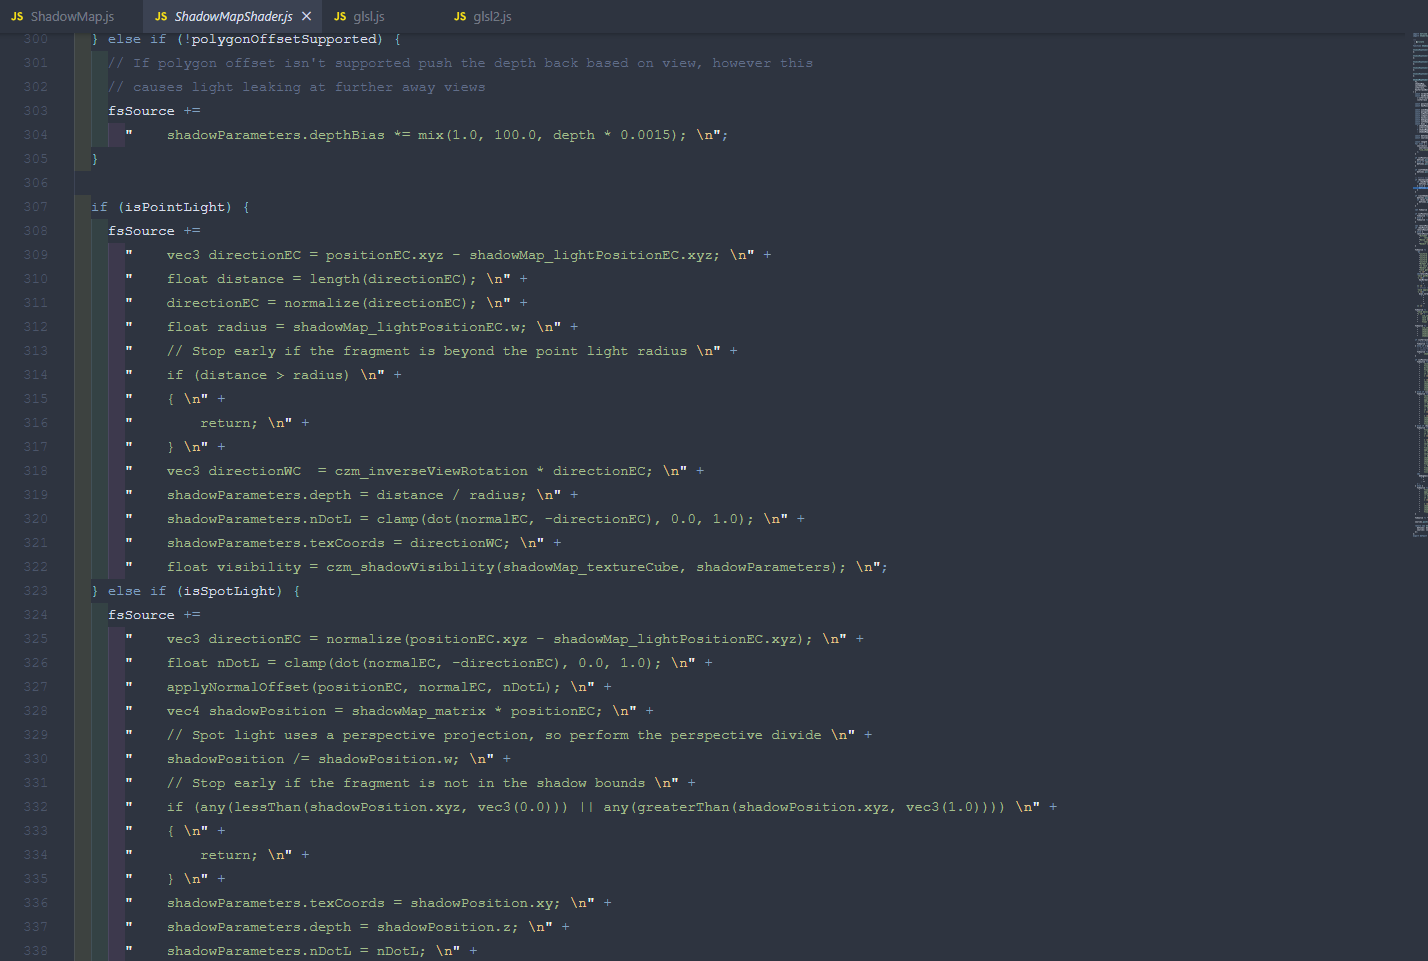 JS ShadowMap.js JS ShadowMapShader.js × JS glsl.js JS glsl2.js
300 } else if (!polygonOffsetSupported) {
301 // If polygon offset isn't supported push the depth back based on view, however this
302 // causes light leaking at further away views
303 fsSource +=
304 "    shadowParameters.depthBias *= mix(1.0, 100.0, depth * 0.0015); \n";
305 }
306
307 if (isPointLight) {
308 fsSource +=
309 "    vec3 directionEC = positionEC.xyz - shadowMap_lightPositionEC.xyz; \n" +
310 "    float distance = length(directionEC); \n" +
311 "    directionEC = normalize(directionEC); \n" +
312 "    float radius = shadowMap_lightPositionEC.w; \n" +
313 "    // Stop early if the fragment is beyond the point light radius \n" +
314 "    if (distance > radius) \n" +
315 "    { \n" +
316 "        return; \n" +
317 "    } \n" +
318 "    vec3 directionWC  = czm_inverseViewRotation * directionEC; \n" +
319 "    shadowParameters.depth = distance / radius; \n" +
320 "    shadowParameters.nDotL = clamp(dot(normalEC, -directionEC), 0.0, 1.0); \n" +
321 "    shadowParameters.texCoords = directionWC; \n" +
322 "    float visibility = czm_shadowVisibility(shadowMap_textureCube, shadowParameters); \n";
323 } else if (isSpotLight) {
324 fsSource +=
325 "    vec3 directionEC = normalize(positionEC.xyz - shadowMap_lightPositionEC.xyz); \n" +
326 "    float nDotL = clamp(dot(normalEC, -directionEC), 0.0, 1.0); \n" +
327 "    applyNormalOffset(positionEC, normalEC, nDotL); \n" +
328 "    vec4 shadowPosition = shadowMap_matrix * positionEC; \n" +
329 "    // Spot light uses a perspective projection, so perform the perspective divide \n" +
330 "    shadowPosition /= shadowPosition.w; \n" +
331 "    // Stop early if the fragment is not in the shadow bounds \n" +
332 "    if (any(lessThan(shadowPosition.xyz, vec3(0.0))) || any(greaterThan(shadowPosition.xyz, vec3(1.0)))) \n" +
333 "    { \n" +
334 "        return; \n" +
335 "    } \n" +
336 "    shadowParameters.texCoords = shadowPosition.xy; \n" +
337 "    shadowParameters.depth = shadowPosition.z; \n" +
338 "    shadowParameters.nDotL = nDotL; \n" +